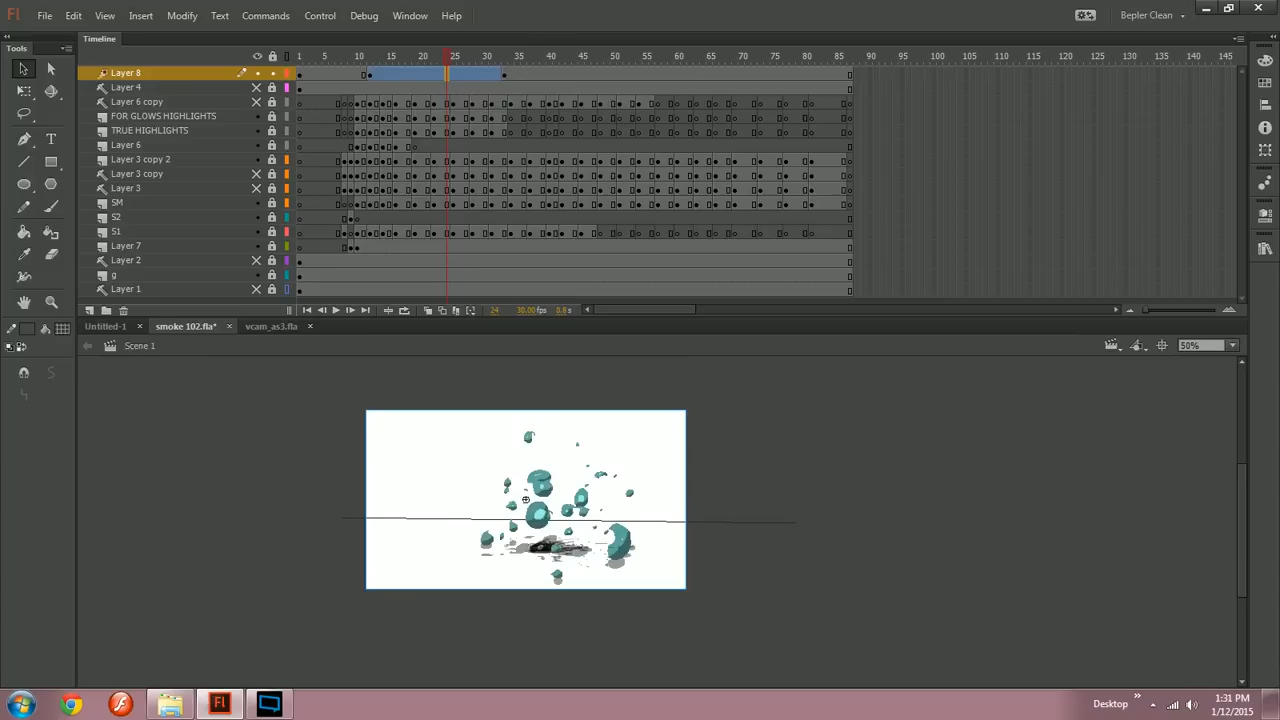 Fl File Edit View Insert Modify Text Commands Control Debug Window Help Bepler Clean
Tools Timeline
1 5 10 15 20 25 30 35 40 45 50 55 60 65 70 75 80 85 90 95 100 105 110 115 120 125 130 135 140 145
Layer 8
Layer 4
Layer 6 copy
FOR GLOWS HIGHLIGHTS
TRUE HIGHLIGHTS
Layer 6
Layer 3 copy 2
Layer 3 copy
Layer 3
SM
S2
S1
Layer 7
Layer 2
g
Layer 1
24 30.00 fps 0.8 s
Untitled-1 × smoke 102.fla* × vcam_as3.fla ×
Scene 1 50%
Fl Desktop 1:31 PM
1/12/2015